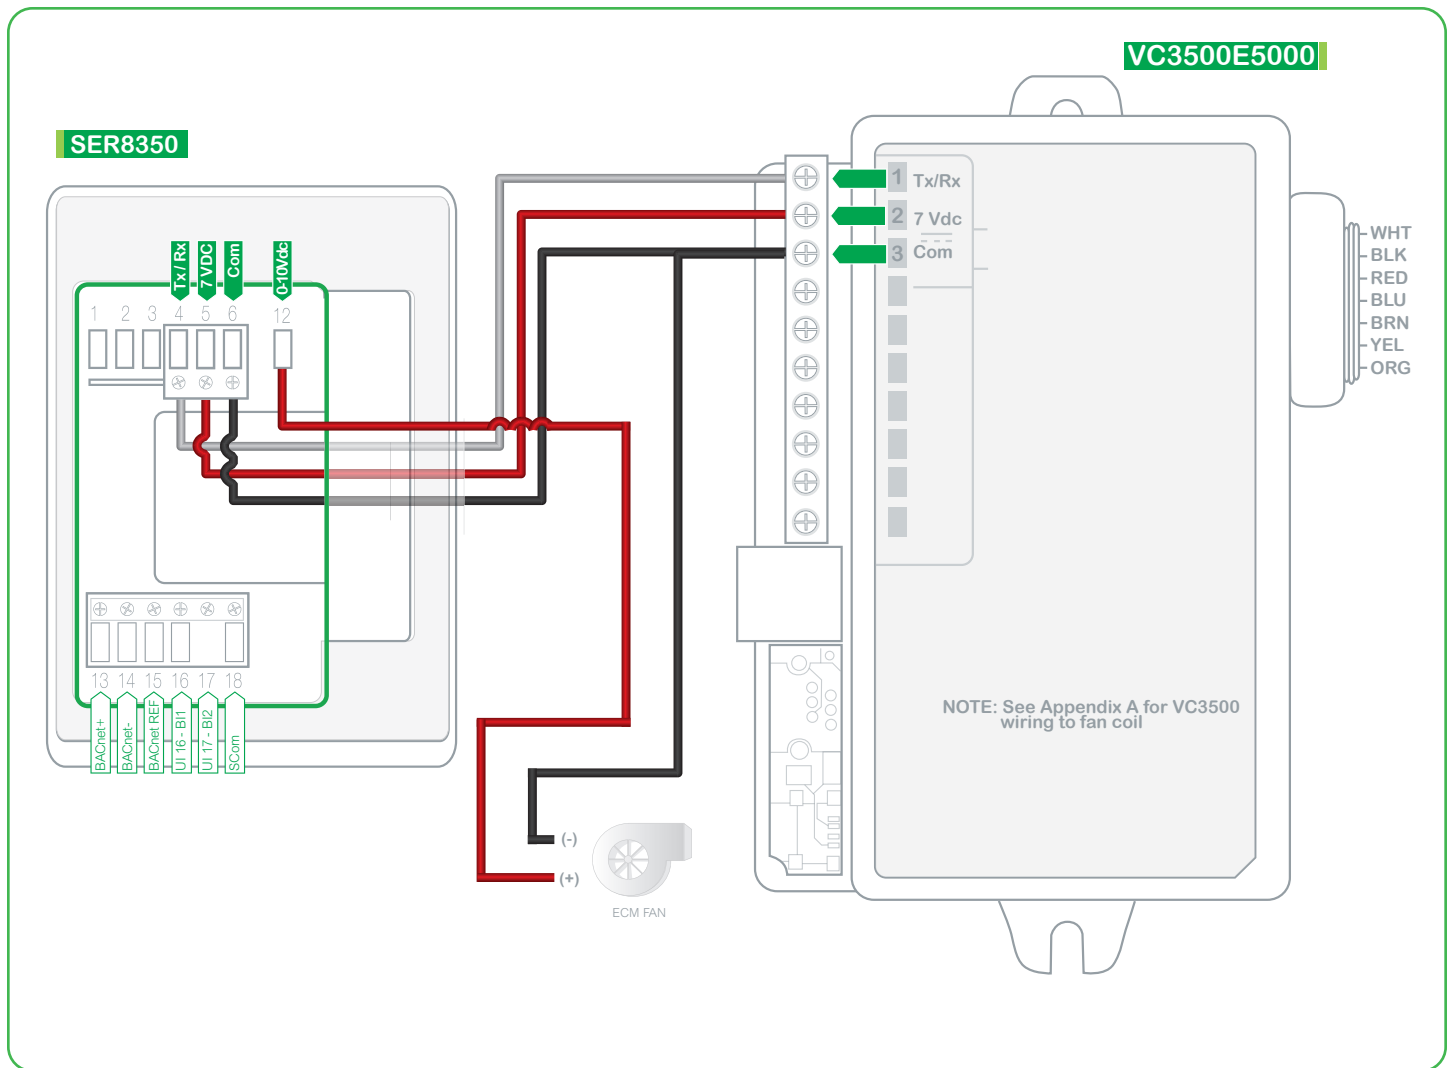 VC3500E5000
SER8350
Tx / Rx
7 VDC
Com
0-10Vdc
1 2 3 4 5 6 12
13 14 15 16 17 18
BACnet+
BACnet-
BACnet REF
UI 16 - BI1
UI 17 - BI2
SCom
1 Tx/Rx
2 7 Vdc
3 Com
WHT
BLK
RED
BLU
BRN
YEL
ORG
NOTE: See Appendix A for VC3500
wiring to fan coil
(-)
(+)
ECM FAN